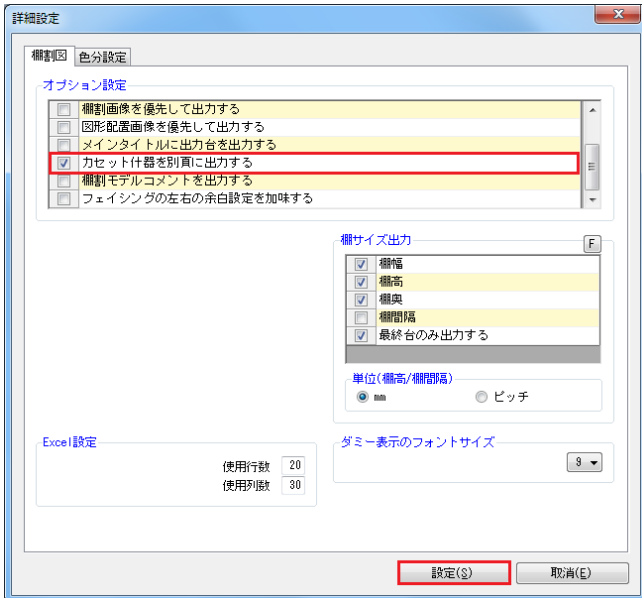 詳細設定
棚割図 色分設定
オプション設定
棚割画像を優先して出力する
図形配置画像を優先して出力する
メインタイトルに出力台を出力する
カセット什器を別頁に出力する
棚割モデルコメントを出力する
フェイシングの左右の余白設定を加味する
棚サイズ出力 F
棚幅
棚高
棚奥
棚間隔
最終台のみ出力する
単位(棚高/棚間隔)
mm ピッチ
Excel設定
使用行数 20
使用列数 30
ダミー表示のフォントサイズ
9
設定(S) 取消(E)